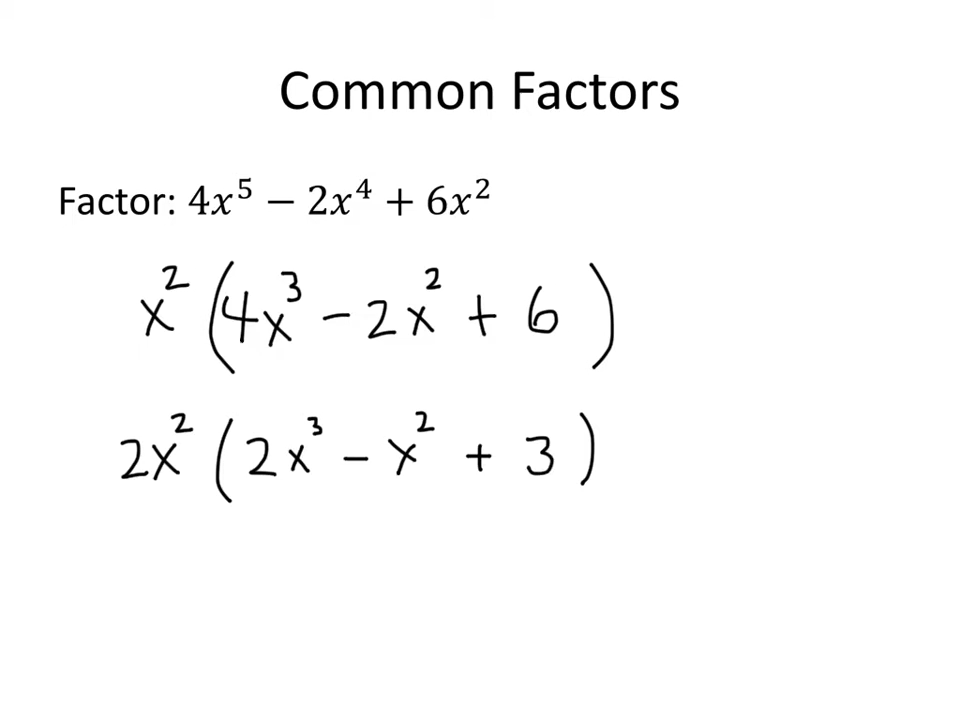 Common Factors
Factor: 4x⁵ − 2x⁴ + 6x²
x² (4x³ − 2x² + 6)
2x² (2x³ − x² + 3)